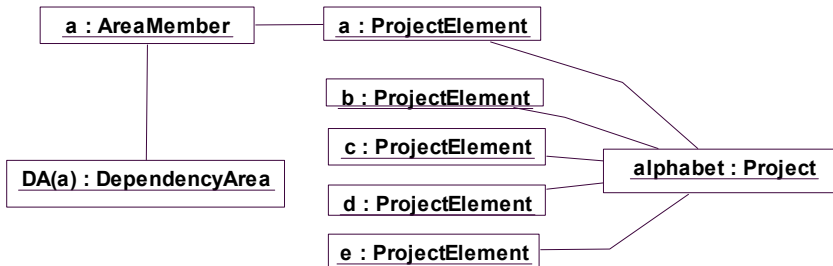 a : AreaMember
a : ProjectElement
b : ProjectElement
c : ProjectElement
alphabet : Project
DA(a) : DependencyArea
d : ProjectElement
e : ProjectElement